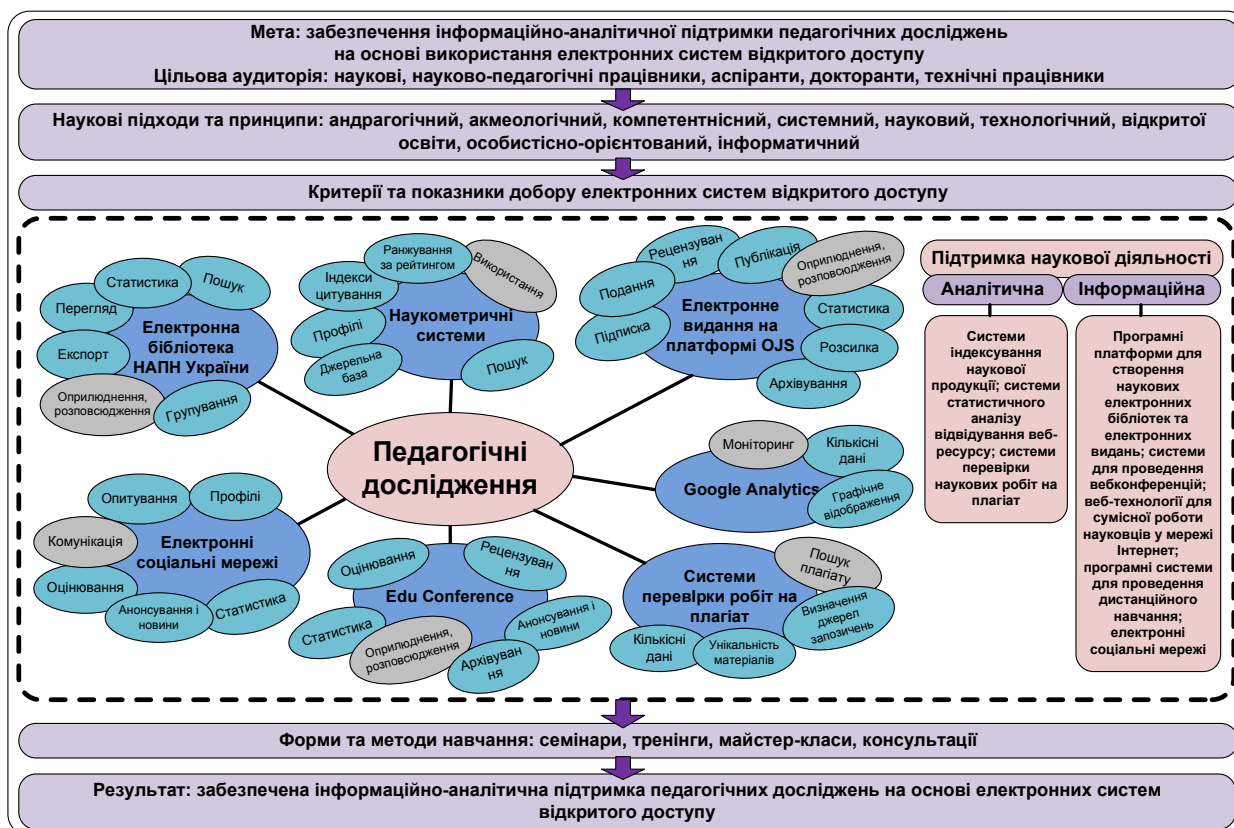 Мета: забезпечення інформаційно-аналітичної підтримки педагогічних досліджень
на основі використання електронних систем відкритого доступу
Цільова аудиторія: наукові, науково-педагогічні працівники, аспіранти, докторанти, технічні працівники
Наукові підходи та принципи: андрагогічний, акмеологічний, компетентнісний, системний, науковий, технологічний, відкритої
освіти, особистісно-орієнтований, інформатичний
Критерії та показники добору електронних систем відкритого доступу
Статистика
Пошук
Перегляд
Електронна
бібліотека
НАПН України
Експорт
Оприлюднення,
розповсюдження
Групування
Ранжування
за рейтингом
Використання
Індекси
цитування
Наукометричні
системи
Профілі
Джерельна
база
Пошук
Рецензуван
ня
Публікація
Оприлюднення,
розповсюдження
Подання
Електронне
видання на
платформі OJS
Підписка
Статистика
Розсилка
Архівування
Педагогічні
дослідження
Моніторинг
Кількісні
дані
Google Analytics
Графічне
відображення
Опитування
Профілі
Комунікація
Електронні
соціальні мережі
Оцінювання
Анонсування і
новини
Статистика
Оцінювання
Рецензуван
ня
Edu Conference
Статистика
Оприлюднення,
розповсюдження
Анонсування і
новини
Архівуван
ня
Системи
перевірки робіт на
плагіат
Пошук
плагіату
Визначення
джерел
запозичень
Кількісні
дані
Унікальність
матеріалів
Підтримка наукової діяльності
Аналітична
Інформаційна
Системи
індексування
наукової
продукції; системи
статистичного
аналізу
відвідування веб-
ресурсу; системи
перевірки
наукових робіт на
плагіат
Програмні
платформи для
створення
наукових
електронних
бібліотек та
електронних
видань; системи
для проведення
вебконференцій;
веб-технології для
сумісної роботи
науковців у мережі
Інтернет;
програмні системи
для проведення
дистанційного
навчання;
електронні
соціальні мережі
Форми та методи навчання: семінари, тренінги, майстер-класи, консультації
Результат: забезпечена інформаційно-аналітична підтримка педагогічних досліджень на основі електронних систем
відкритого доступу